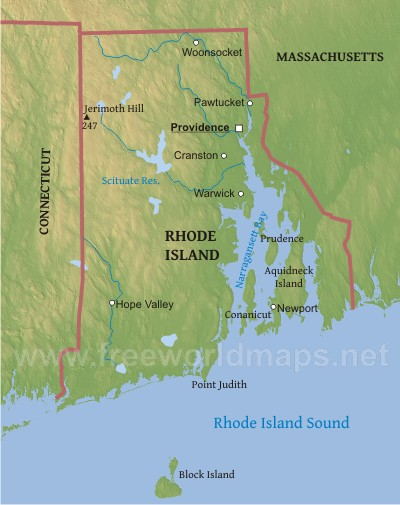 Woonsocket
MASSACHUSETTS
Pawtucket
Jerimoth Hill
247
Providence
Cranston
CONNECTICUT
Scituate Res.
Warwick
RHODE
ISLAND
Narragansett Bay
Prudence
Aquidneck
Island
Hope Valley
Conanicut
Newport
www.freeworldmaps.net
Point Judith
Rhode Island Sound
Block Island